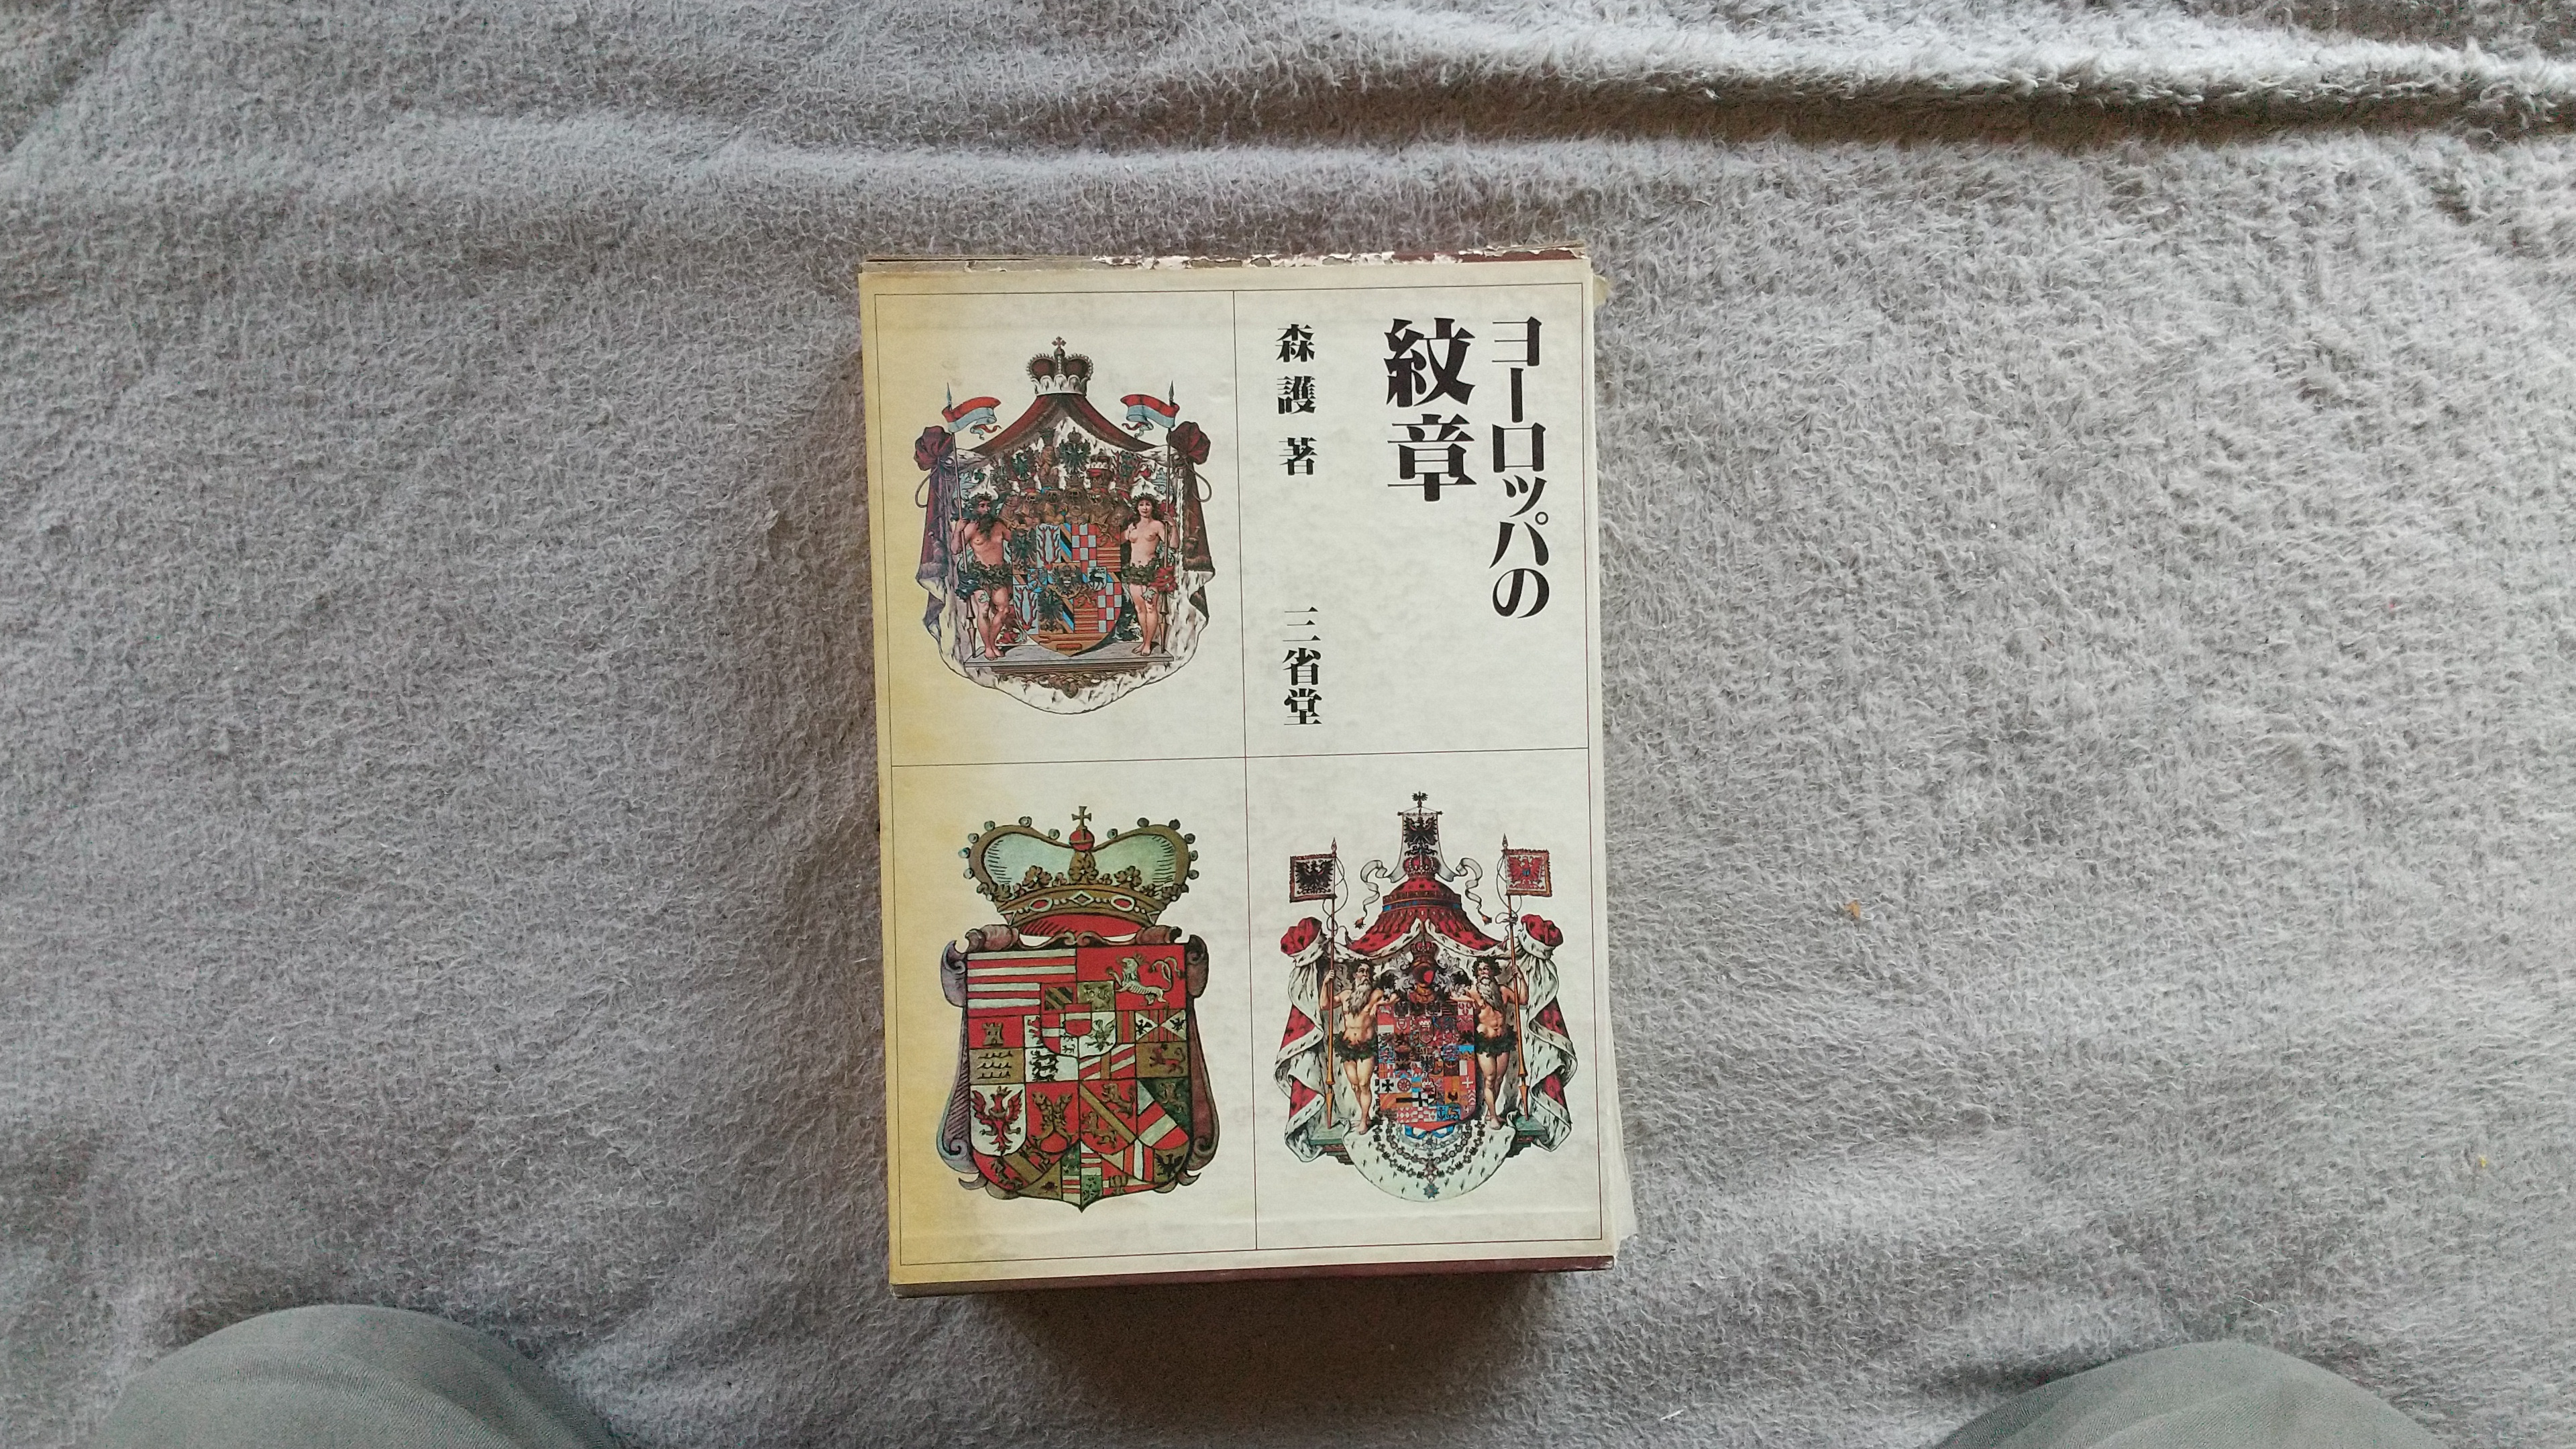 ヨーロッパの
紋章
森護著
三省堂